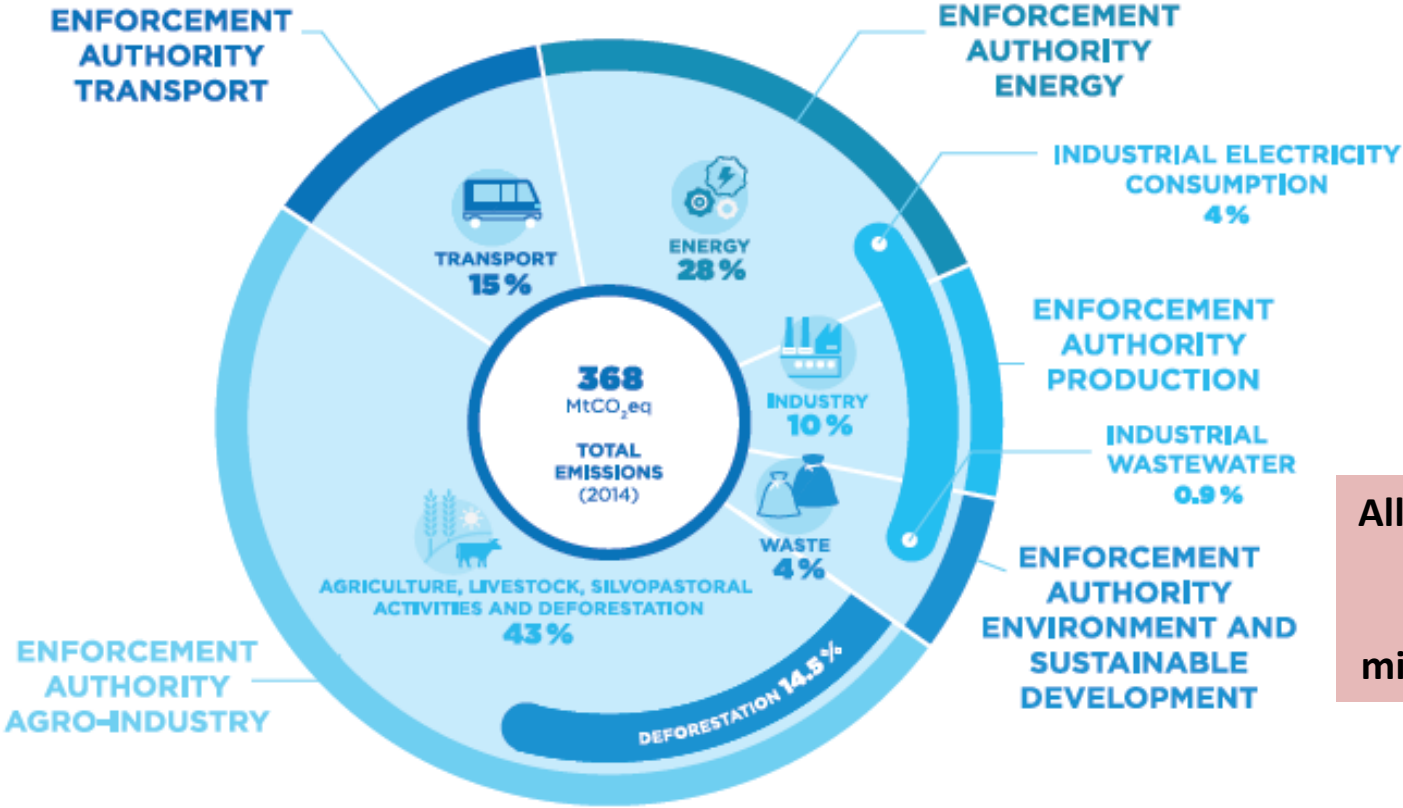 ENFORCEMENT
AUTHORITY
TRANSPORT
ENFORCEMENT
AUTHORITY
ENERGY
INDUSTRIAL ELECTRICITY
CONSUMPTION
4%
TRANSPORT
15%
ENERGY
28%
ENFORCEMENT
AUTHORITY
PRODUCTION
368
MtCO₂eq
TOTAL
EMISSIONS
(2014)
INDUSTRY
10%
INDUSTRIAL
WASTEWATER
0.9%
WASTE
4%
AGRICULTURE, LIVESTOCK, SILVOPASTORAL
ACTIVITIES AND DEFORESTATION
43%
ENFORCEMENT
AUTHORITY
ENVIRONMENT AND
SUSTAINABLE
DEVELOPMENT
ENFORCEMENT
AUTHORITY
AGRO-INDUSTRY
DEFORESTATION 14.5%
All